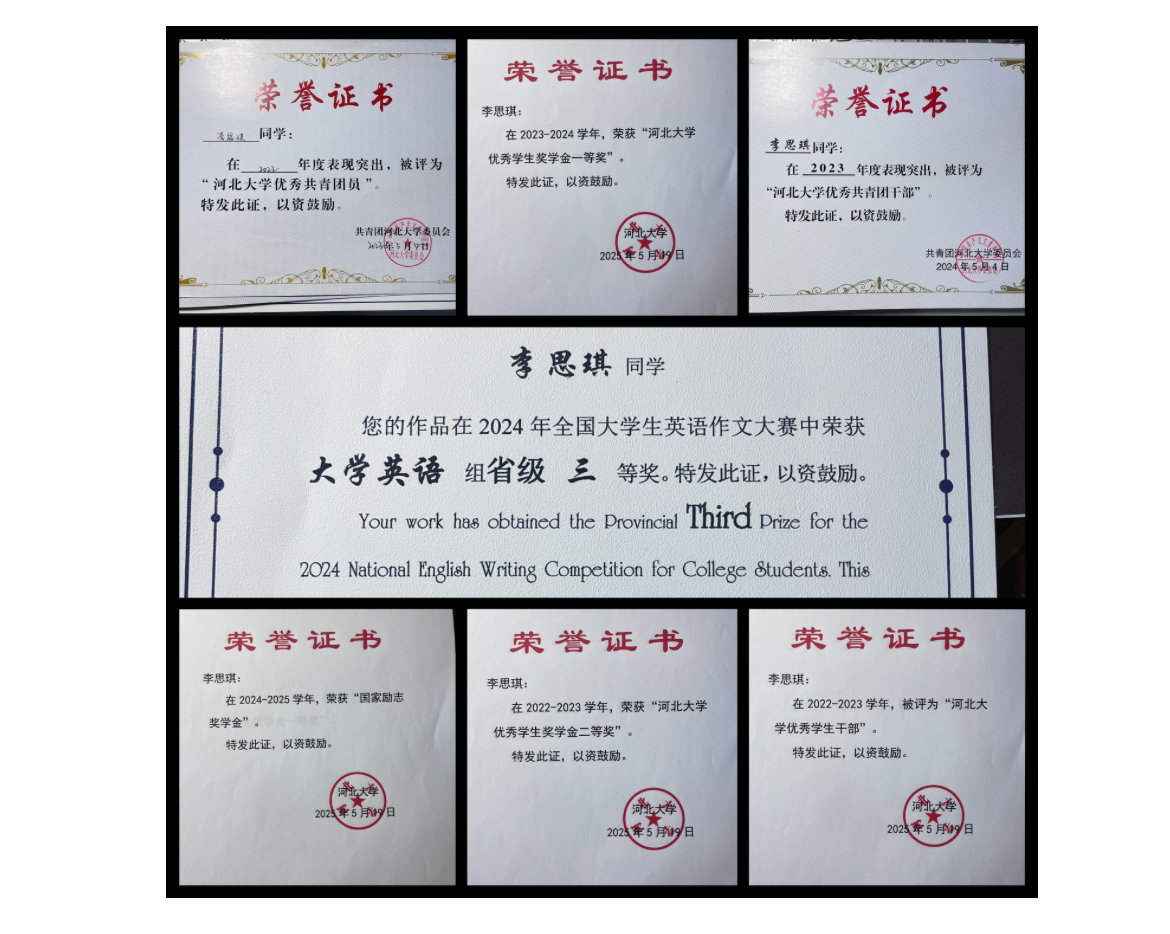 荣誉证书
李思琪同学：
在2022年度表现突出，被评为
“河北大学优秀共青团员”。
特发此证，以资鼓励。
共青团河北大学委员会
2023年5月4日
荣誉证书
李思琪：
在2023-2024学年，荣获“河北大学
优秀学生奖学金一等奖”。
特发此证，以资鼓励。
河北大学
2025年5月19日
荣誉证书
李思琪同学：
在2023年度表现突出，被评为
“河北大学优秀共青团干部”。
特发此证，以资鼓励。
共青团河北大学委员会
2024年5月4日
李思琪 同学
您的作品在2024年全国大学生英语作文大赛中荣获
大学英语 组省级 三 等奖。特发此证，以资鼓励。
Your work has obtained the Provincial Third Prize for the
2024 National English Writing Competition for College Students. This
荣誉证书
李思琪：
在2024-2025学年，荣获“国家励志
奖学金”。
特发此证，以资鼓励。
河北大学
2025年5月19日
荣誉证书
李思琪：
在2022-2023学年，荣获“河北大学
优秀学生奖学金二等奖”。
特发此证，以资鼓励。
河北大学
2025年5月19日
荣誉证书
李思琪：
在2022-2023学年，被评为“河北大
学优秀学生干部”。
特发此证，以资鼓励。
河北大学
2025年5月19日